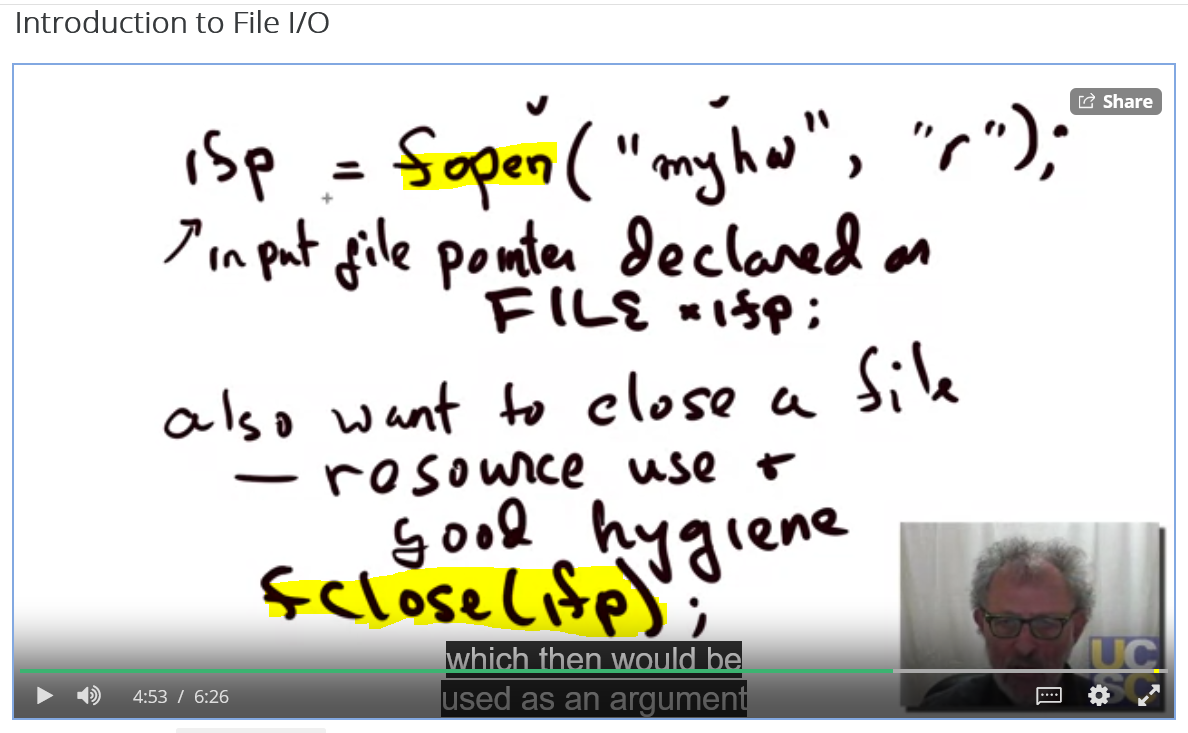 Introduction to File I/O
Share
ifp = fopen("myhw", "r");
input file pointer declared as
FILE *ifp;
also want to close a file
— resource use &
good hygiene
fclose(ifp);
which then would be
used as an argument
4:53 / 6:26
UC
SC